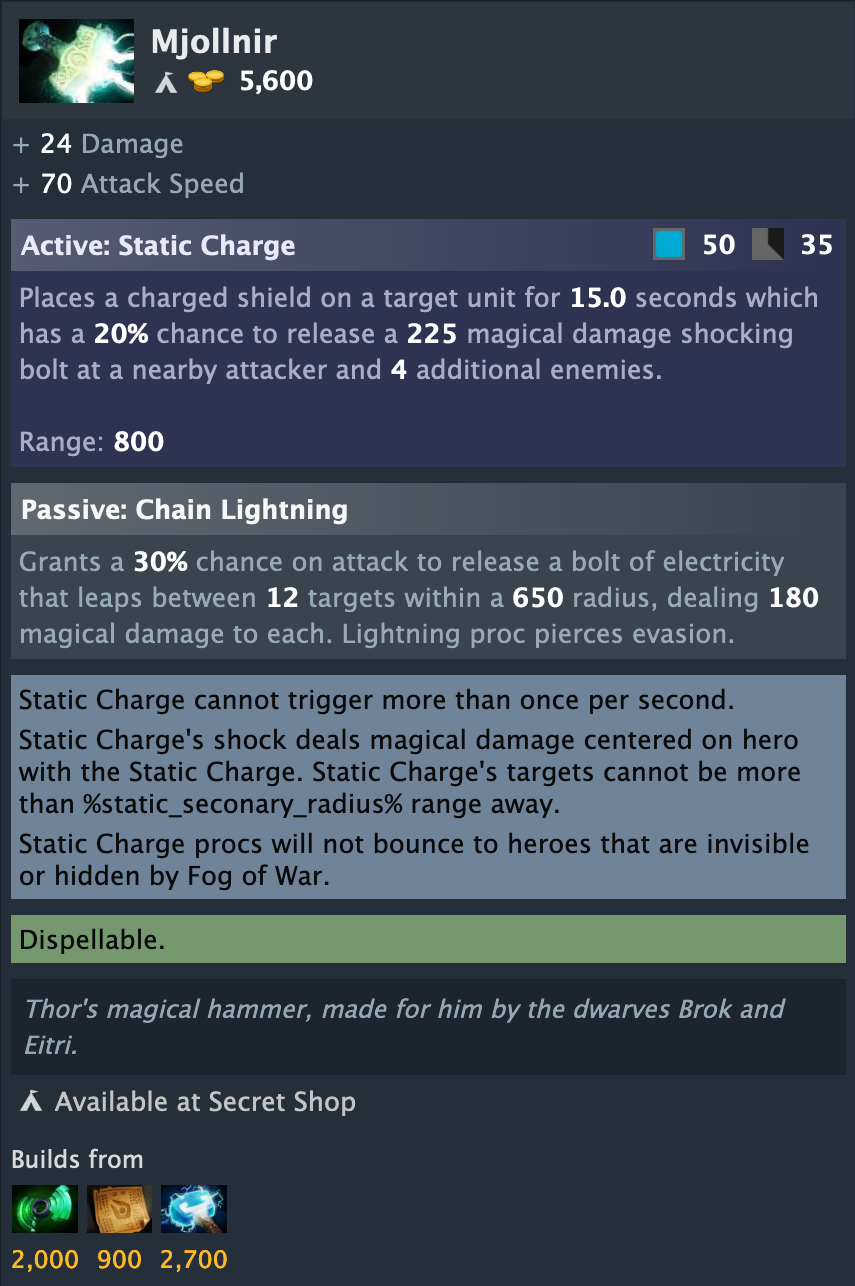 Mjollnir
5,600
+ 24 Damage
+ 70 Attack Speed
Active: Static Charge 50 35
Places a charged shield on a target unit for 15.0 seconds which
has a 20% chance to release a 225 magical damage shocking
bolt at a nearby attacker and 4 additional enemies.
Range: 800
Passive: Chain Lightning
Grants a 30% chance on attack to release a bolt of electricity
that leaps between 12 targets within a 650 radius, dealing 180
magical damage to each. Lightning proc pierces evasion.
Static Charge cannot trigger more than once per second.
Static Charge's shock deals magical damage centered on hero
with the Static Charge. Static Charge's targets cannot be more
than %static_seconary_radius% range away.
Static Charge procs will not bounce to heroes that are invisible
or hidden by Fog of War.
Dispellable.
Thor's magical hammer, made for him by the dwarves Brok and
Eitri.
Available at Secret Shop
Builds from
2,000 900 2,700